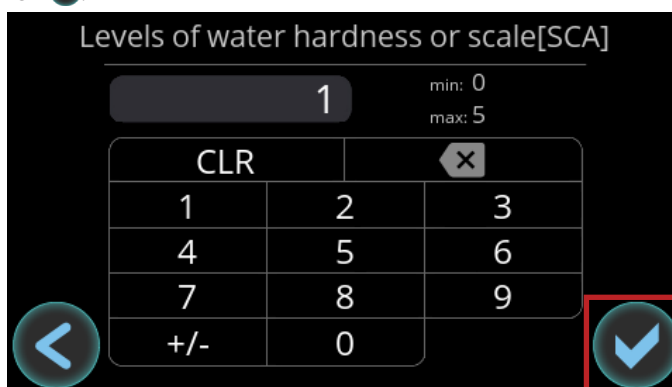 Levels of water hardness or scale[SCA]
1
min: 0
max: 5
CLR
1 2 3
4 5 6
7 8 9
+/- 0